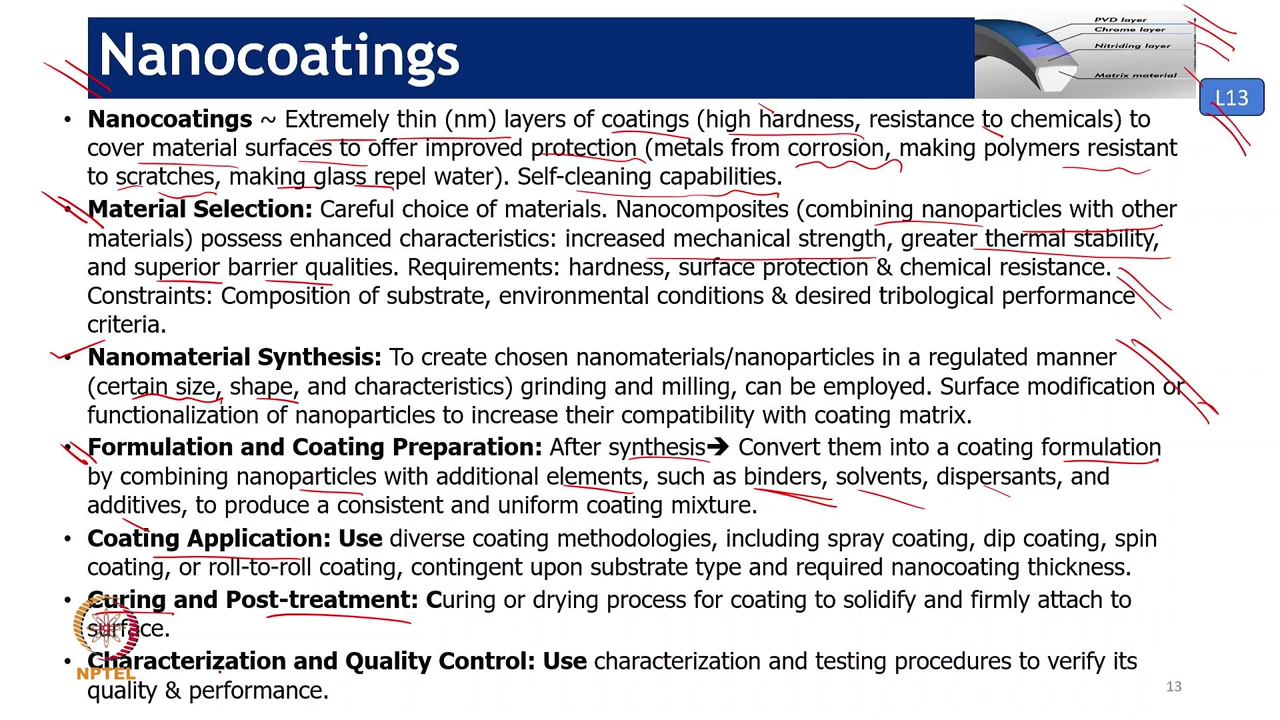 Nanocoatings
PVD layer
Chrome layer
Nitriding layer
Matrix material
L13
• Nanocoatings ~ Extremely thin (nm) layers of coatings (high hardness, resistance to chemicals) to
cover material surfaces to offer improved protection (metals from corrosion, making polymers resistant
to scratches, making glass repel water). Self-cleaning capabilities.
• Material Selection: Careful choice of materials. Nanocomposites (combining nanoparticles with other
materials) possess enhanced characteristics: increased mechanical strength, greater thermal stability,
and superior barrier qualities. Requirements: hardness, surface protection & chemical resistance.
Constraints: Composition of substrate, environmental conditions & desired tribological performance
criteria.
• Nanomaterial Synthesis: To create chosen nanomaterials/nanoparticles in a regulated manner
(certain size, shape, and characteristics) grinding and milling, can be employed. Surface modification or
functionalization of nanoparticles to increase their compatibility with coating matrix.
• Formulation and Coating Preparation: After synthesis→ Convert them into a coating formulation
by combining nanoparticles with additional elements, such as binders, solvents, dispersants, and
additives, to produce a consistent and uniform coating mixture.
• Coating Application: Use diverse coating methodologies, including spray coating, dip coating, spin
coating, or roll-to-roll coating, contingent upon substrate type and required nanocoating thickness.
• Curing and Post-treatment: Curing or drying process for coating to solidify and firmly attach to
surface.
• Characterization and Quality Control: Use characterization and testing procedures to verify its
quality & performance.
NPTEL
13